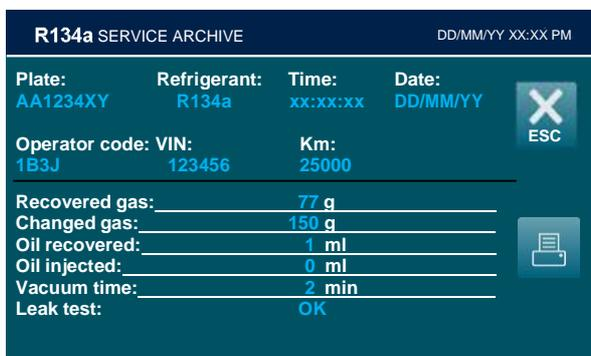 R134a SERVICE ARCHIVE DD/MM/YY XX:XX PM
Plate: Refrigerant: Time: Date:
AA1234XY R134a xx:xx:xx DD/MM/YY
Operator code: VIN: Km:
1B3J 123456 25000
ESC
Recovered gas: 77 g
Changed gas: 150 g
Oil recovered: 1 ml
Oil injected: 0 ml
Vacuum time: 2 min
Leak test: OK